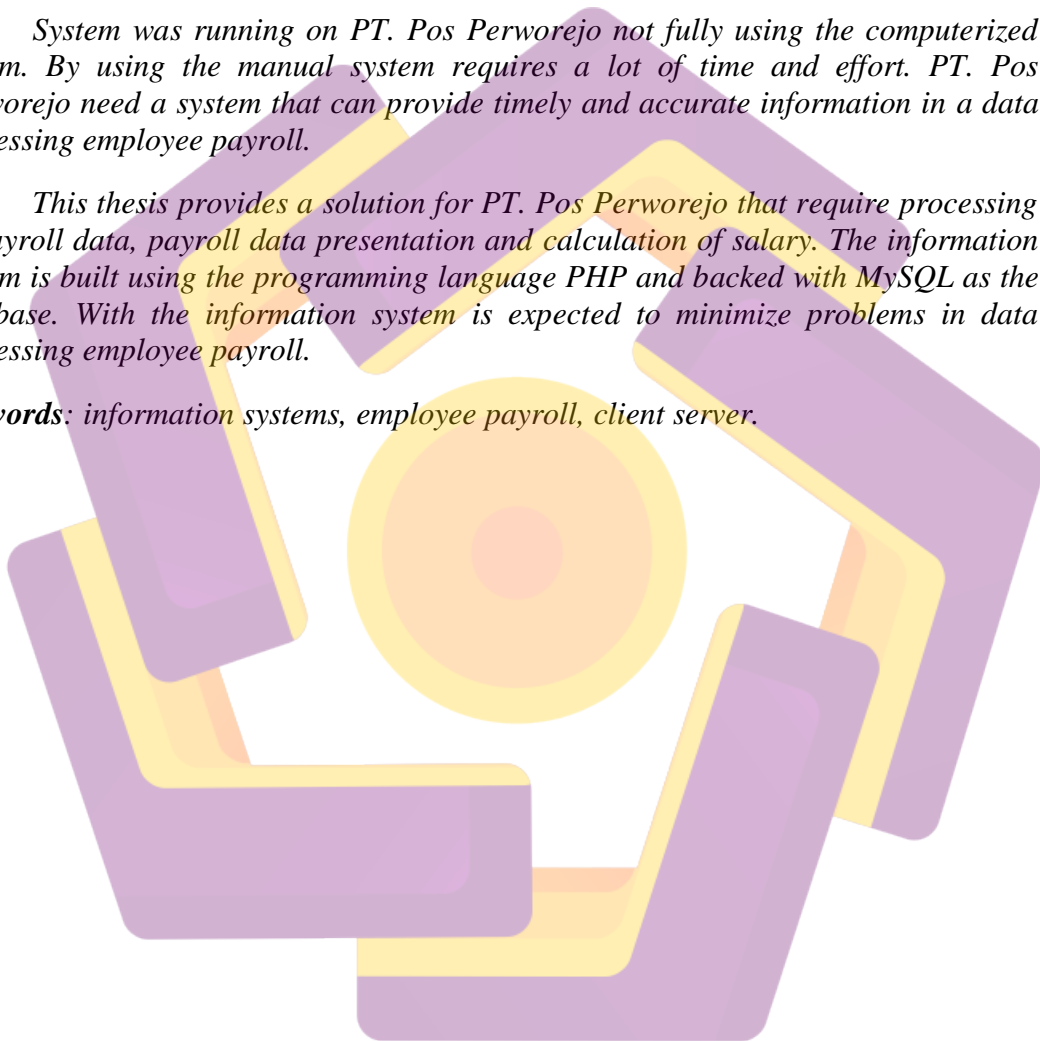 System was running on PT. Pos Perworejo not fully using the computerized
m. By using the manual system requires a lot of time and effort. PT. Pos
vorejo need a system that can provide timely and accurate information in a data
essing employee payroll.
This thesis provides a solution for PT. Pos Perworejo that require processing
ayroll data, payroll data presentation and calculation of salary. The information
m is built using the programming language PHP and backed with MySQL as the
base. With the information system is expected to minimize problems in data
essing employee payroll.
vords: information systems, employee payroll, client server.